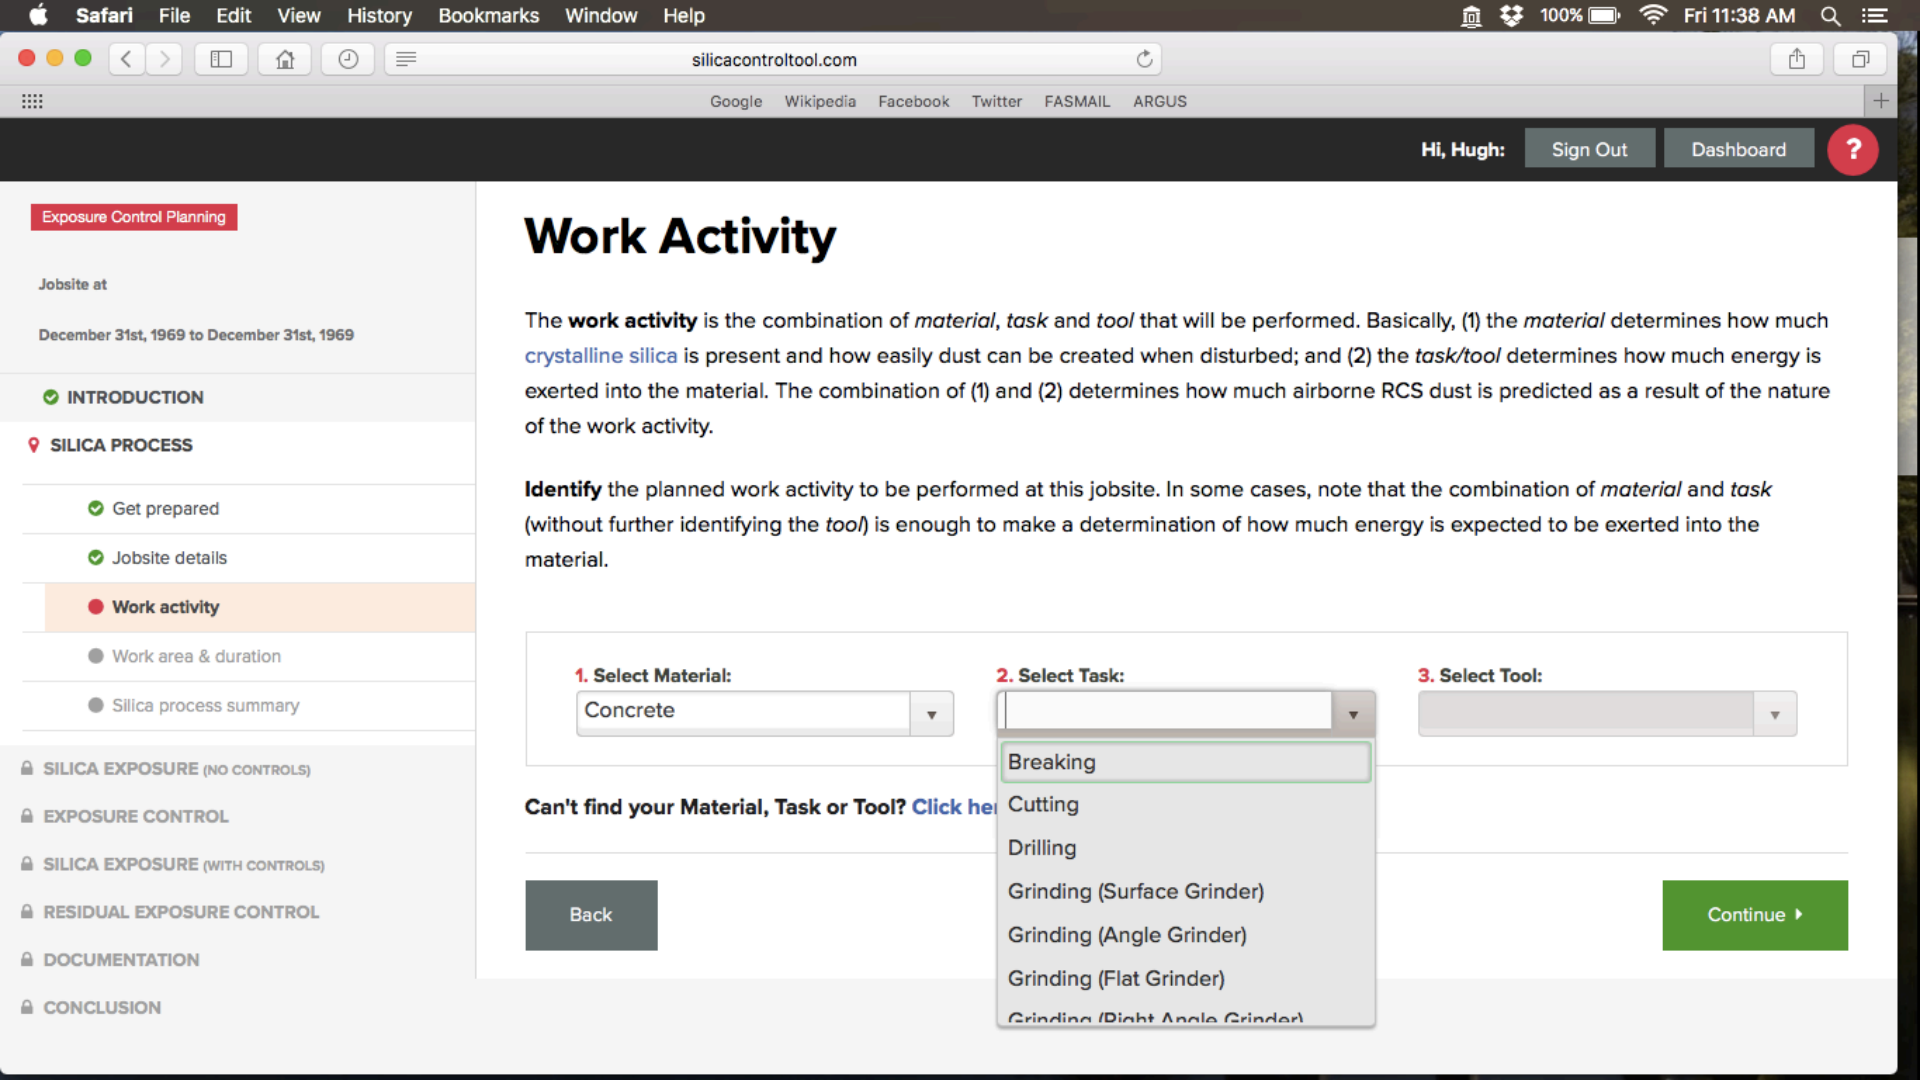 Safari File Edit View History Bookmarks Window Help 100% Fri 11:38 AM
silicacontroltool.com
Google Wikipedia Facebook Twitter FASMAIL ARGUS
Hi, Hugh: Sign Out Dashboard ?
Exposure Control Planning
Jobsite at
December 31st, 1969 to December 31st, 1969
INTRODUCTION
SILICA PROCESS
Get prepared
Jobsite details
Work activity
Work area & duration
Silica process summary
SILICA EXPOSURE (NO CONTROLS)
EXPOSURE CONTROL
SILICA EXPOSURE (WITH CONTROLS)
RESIDUAL EXPOSURE CONTROL
DOCUMENTATION
CONCLUSION
Work Activity
The work activity is the combination of material, task and tool that will be performed. Basically, (1) the material determines how much
crystalline silica is present and how easily dust can be created when disturbed; and (2) the task/tool determines how much energy is
exerted into the material. The combination of (1) and (2) determines how much airborne RCS dust is predicted as a result of the nature
of the work activity.
Identify the planned work activity to be performed at this jobsite. In some cases, note that the combination of material and task
(without further identifying the tool) is enough to make a determination of how much energy is expected to be exerted into the
material.
1. Select Material:
Concrete
2. Select Task:
Breaking
Cutting
Drilling
Grinding (Surface Grinder)
Grinding (Angle Grinder)
Grinding (Flat Grinder)
Grinding (Right Angle Grinder)
3. Select Tool:
Can't find your Material, Task or Tool? Click her
Back
Continue